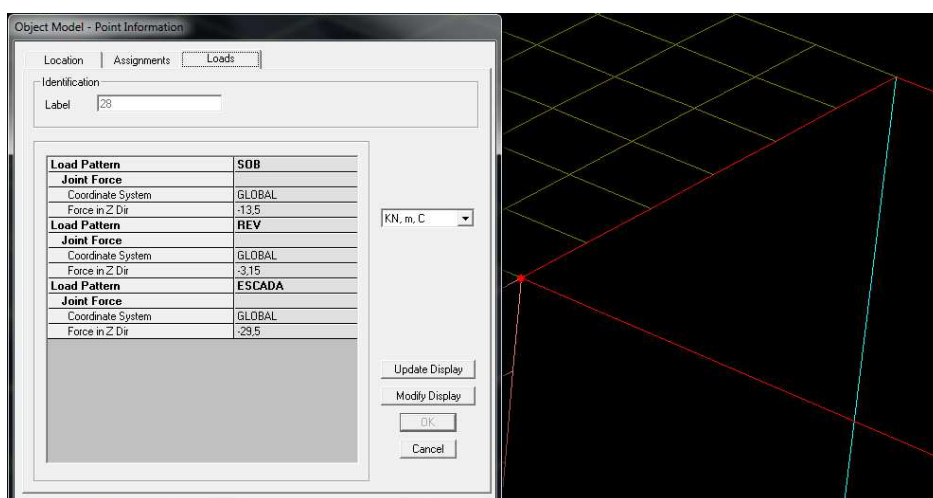 Object Model - Point Information
Location Assignments Loads
Identification
Label 28
Load Pattern SOB
Joint Force
Coordinate System GLOBAL
Force in Z Dir -13,5
Load Pattern REV
Joint Force
Coordinate System GLOBAL
Force in Z Dir -3,15
Load Pattern ESCADA
Joint Force
Coordinate System GLOBAL
Force in Z Dir -29,5
KN, m, C
Update Display
Modify Display
OK
Cancel